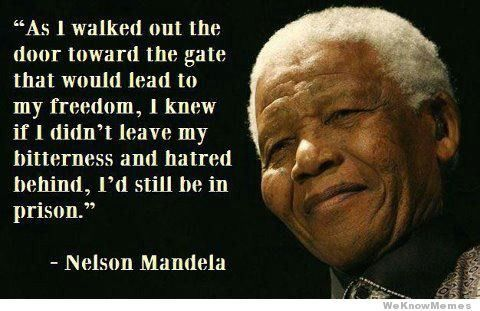 “As I walked out the
door toward the gate
that would lead to
my freedom, I knew
if I didn’t leave my
bitterness and hatred
behind, I’d still be in
prison.”
- Nelson Mandela
WeKnowMemes